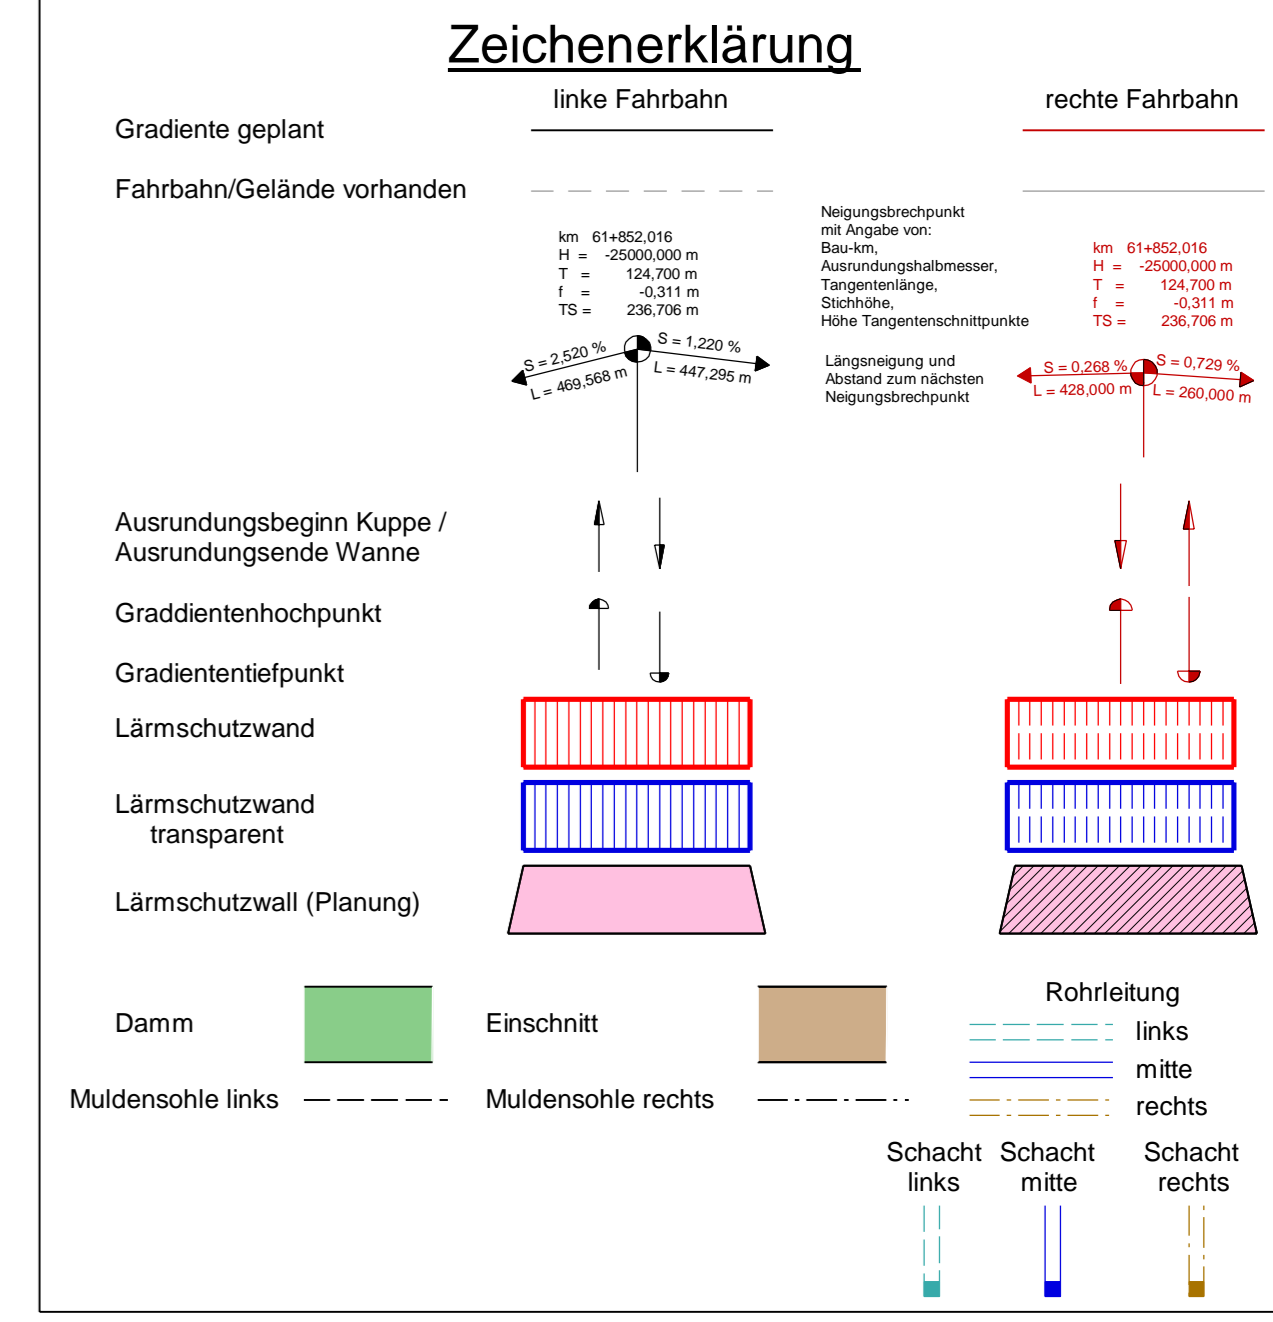 Zeichenerklärung
linke Fahrbahn
rechte Fahrbahn
Gradiente geplant
Fahrbahn/Gelände vorhanden
km 61+852,016
H = -25000,000 m
T = 124,700 m
f = -0,311 m
TS = 236,706 m
Neigungsbrechpunkt
mit Angabe von:
Bau-km,
Ausrundungshalbmesser,
Tangentenlänge,
Stichhöhe,
Höhe Tangentenschnittpunkte
km 61+852,016
H = -25000,000 m
T = 124,700 m
f = -0,311 m
TS = 236,706 m
S = 2,520 %
L = 469,568 m
S = 1,220 %
L = 447,295 m
Längsneigung und
Abstand zum nächsten
Neigungsbrechpunkt
S = 0,268 %
L = 428,000 m
S = 0,729 %
L = 260,000 m
Ausrundungsbeginn Kuppe /
Ausrundungsende Wanne
Graddientenhochpunkt
Gradiententiefpunkt
Lärmschutzwand
Lärmschutzwand
transparent
Lärmschutzwall (Planung)
Damm
Einschnitt
Rohrleitung
links
mitte
rechts
Muldensohle links
Muldensohle rechts
Schacht
links
Schacht
mitte
Schacht
rechts